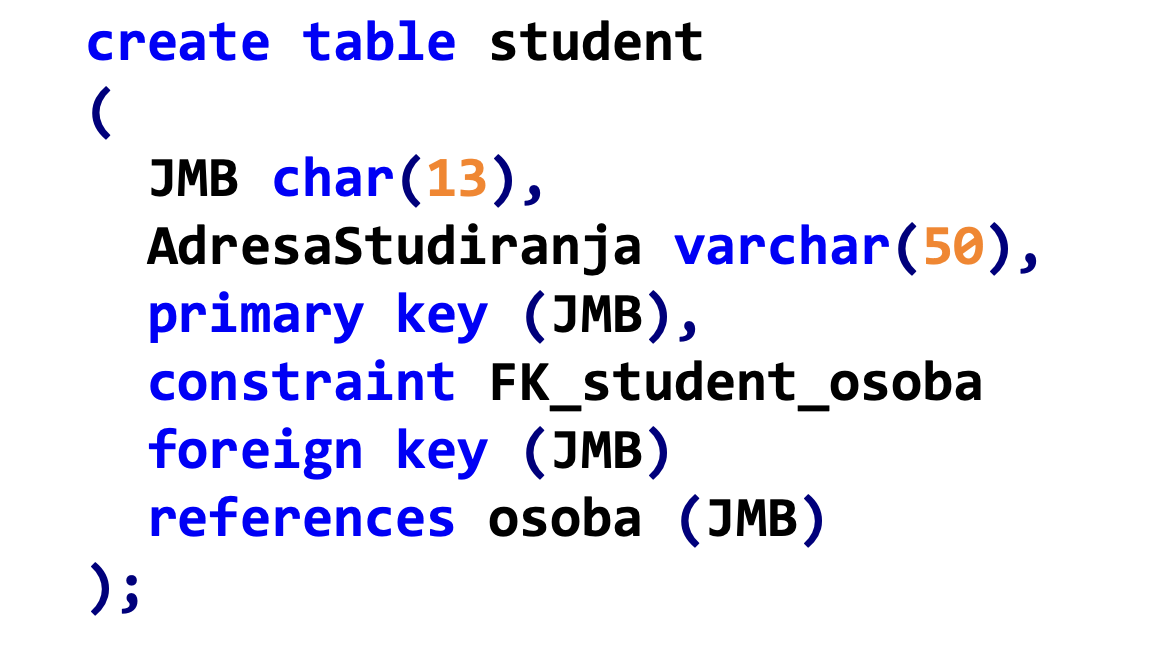 create table student
(
JMB char(13),
AdresaStudiranja varchar(50),
primary key (JMB),
constraint FK_student_osoba
foreign key (JMB)
references osoba (JMB)
);